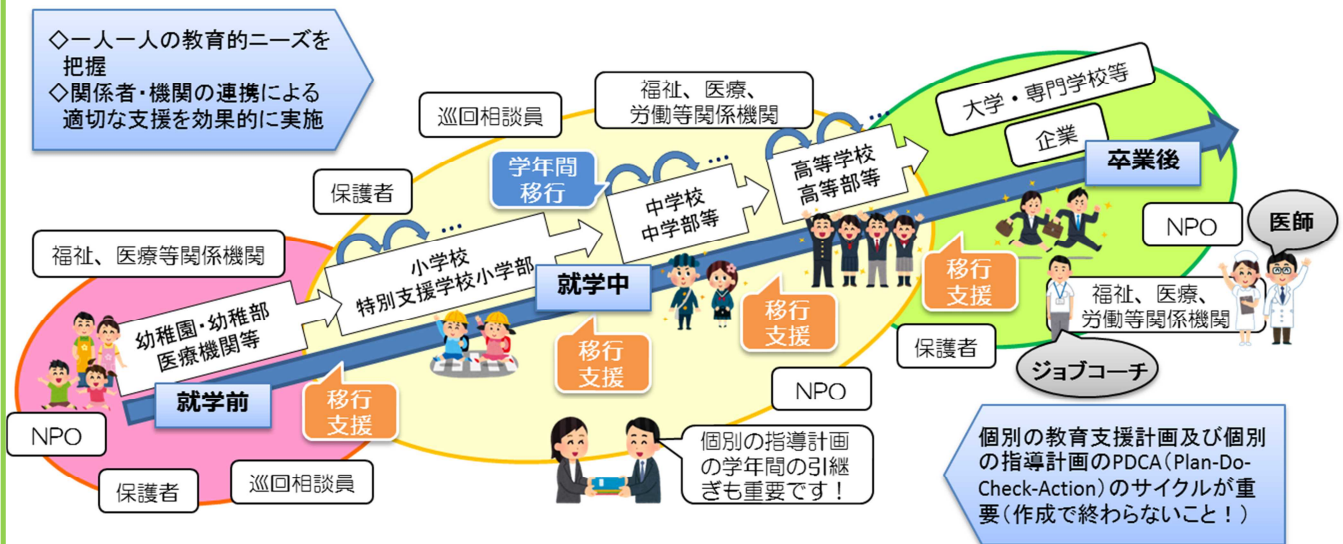 ◇一人一人の教育的ニーズを
把握
◇関係者・機関の連携による
適切な支援を効果的に実施
福祉、医療等関係機関
幼稚園・幼稚部
医療機関等
就学前
NPO
保護者
巡回相談員
移行
支援
保護者
巡回相談員
福祉、医療、
労働等関係機関
…
小学校
特別支援学校小学部
学年間
移行
…
中学校
中学部等
…
高等学校
高等部等
就学中
移行
支援
移行
支援
NPO
個別の指導計画
の学年間の引継
ぎも重要です！
大学・専門学校等
企業
卒業後
移行
支援
保護者
NPO
医師
福祉、医療、
労働等関係機関
ジョブコーチ
個別の教育支援計画及び個別
の指導計画のPDCA（Plan-Do-
Check-Action）のサイクルが重
要（作成で終わらないこと！）